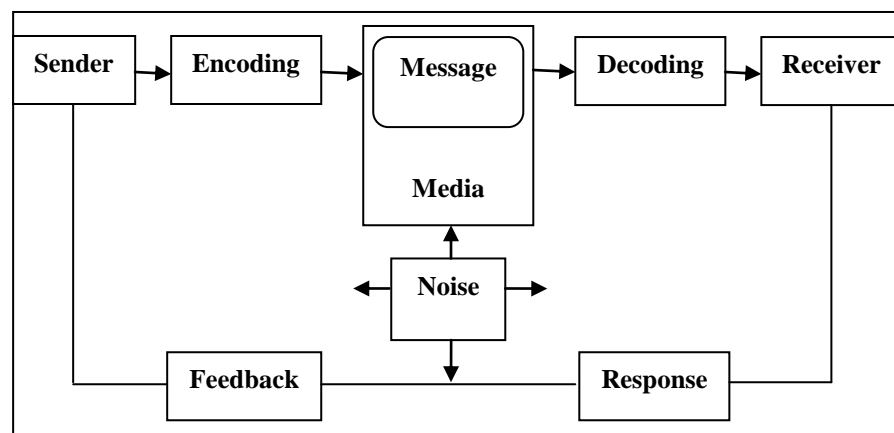 Sender
Encoding
Message
Decoding
Receiver
Media
Noise
Feedback
Response